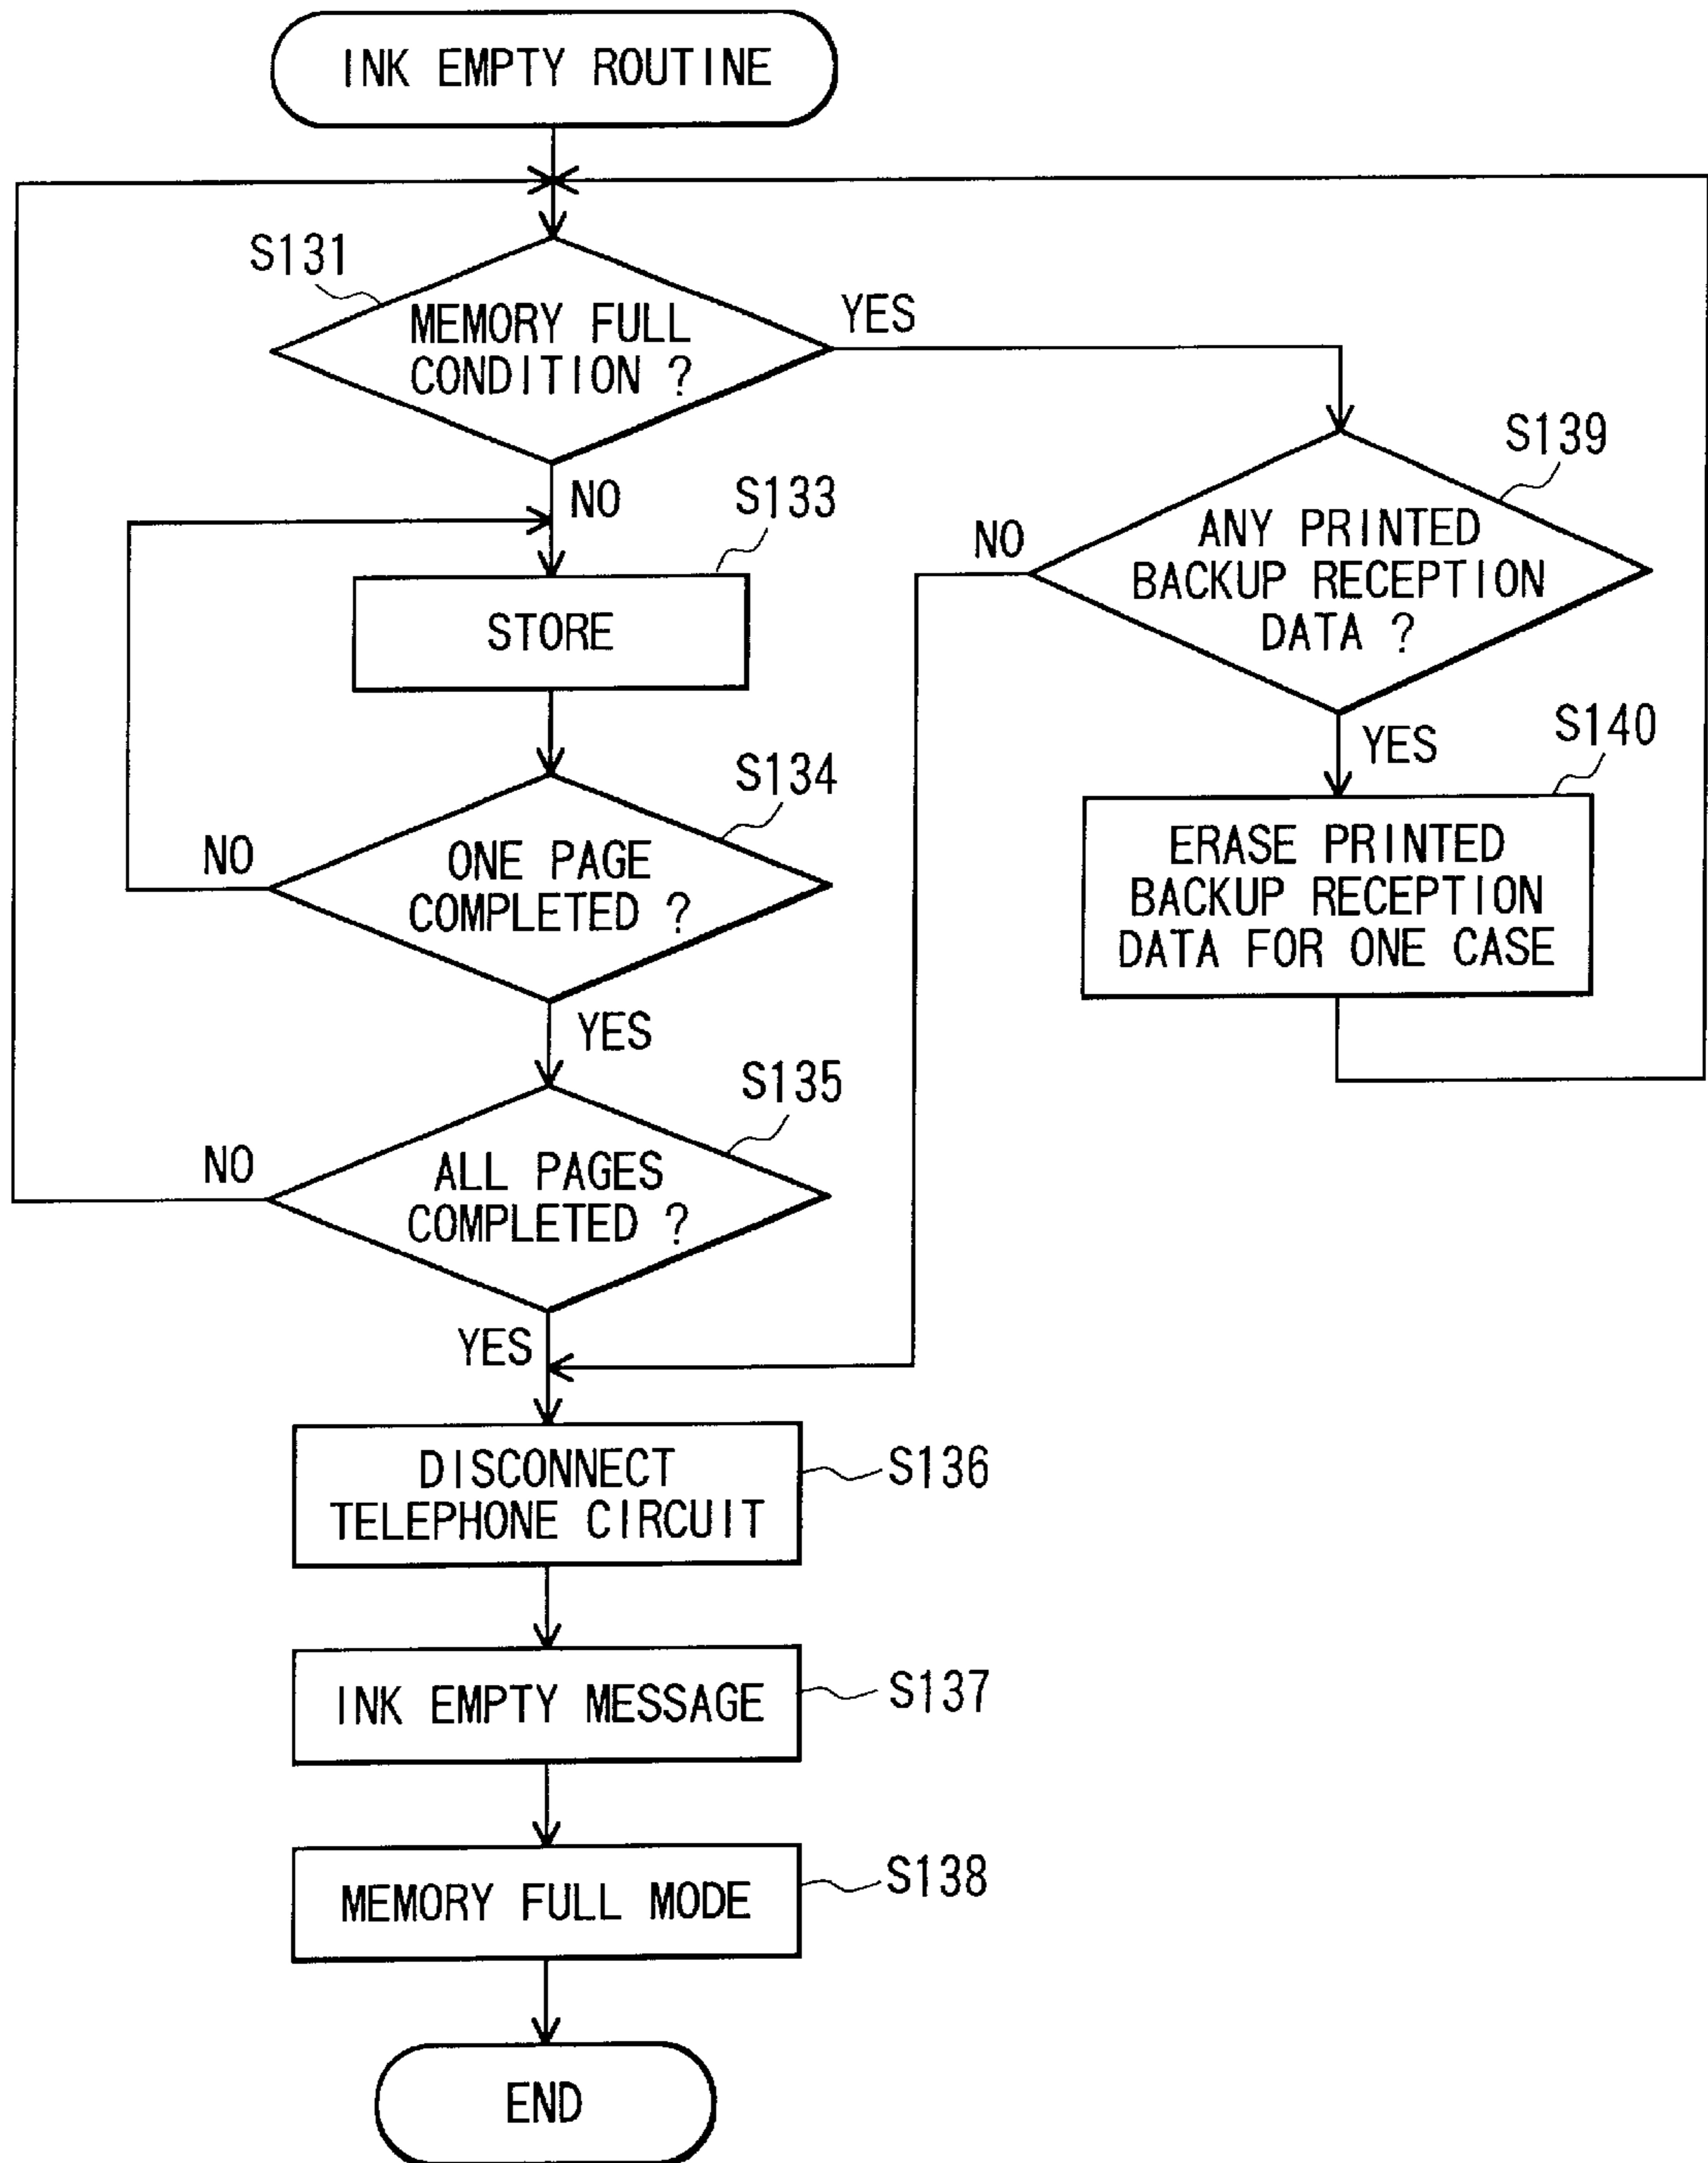 INK EMPTY ROUTINE
S131
MEMORY FULL
CONDITION ?
YES
NO
S133
STORE
S134
ONE PAGE
COMPLETED ?
NO
YES
S135
ALL PAGES
COMPLETED ?
NO
YES
S139
ANY PRINTED
BACKUP RECEPTION
DATA ?
NO
YES
S140
ERASE PRINTED
BACKUP RECEPTION
DATA FOR ONE CASE
DISCONNECT
TELEPHONE CIRCUIT
S136
INK EMPTY MESSAGE
S137
MEMORY FULL MODE
S138
END